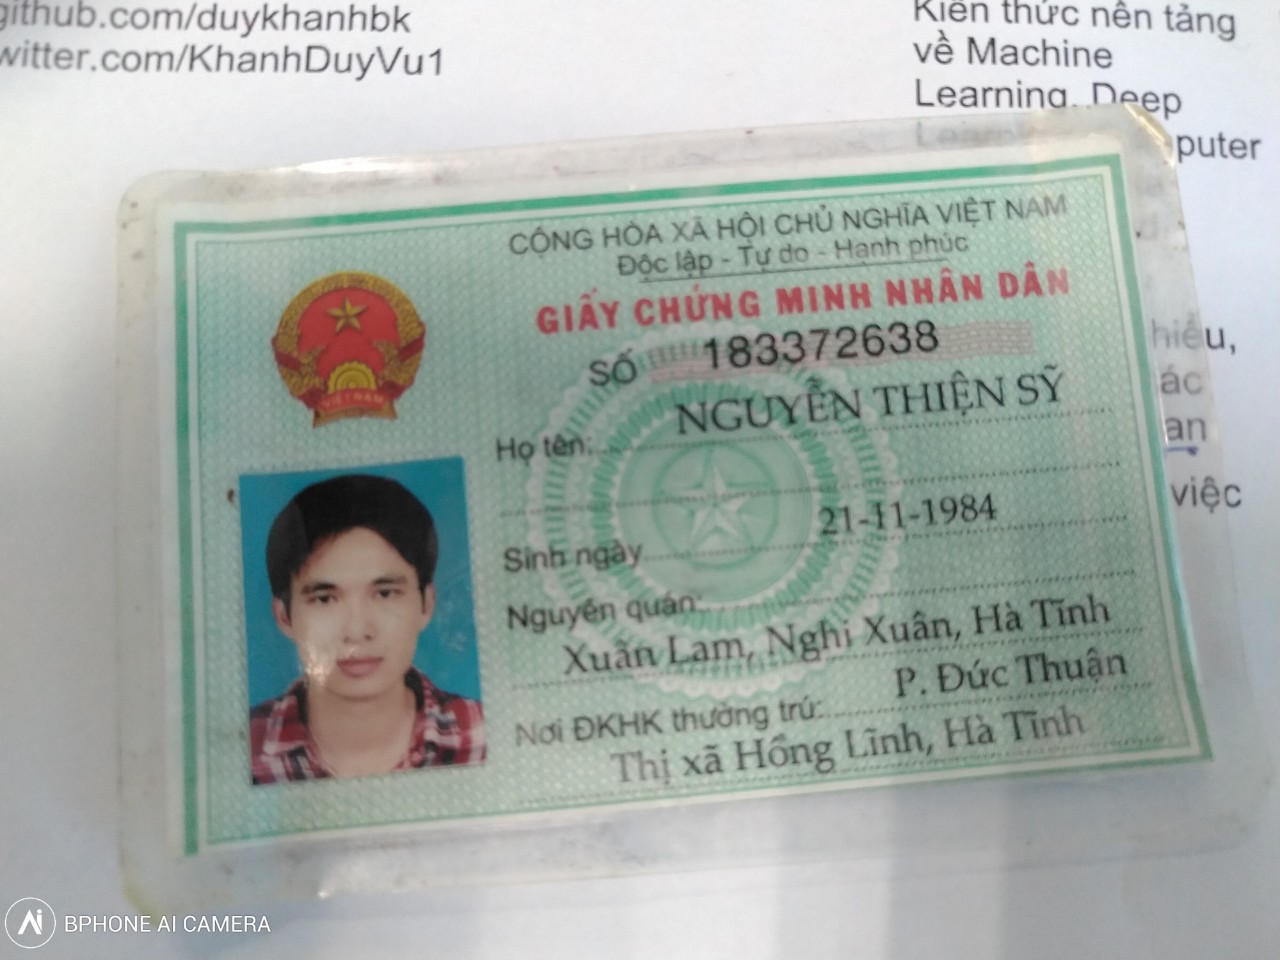 github.com/duykhanhbk
witter.com/KhanhDuyVu1
Kiến thức nền tảng
về Machine
Learning, Deep
puter
hiểu,
ác
an
việc
CỘNG HÒA XÃ HỘI CHỦ NGHĨA VIỆT NAM
Độc lập - Tự do - Hạnh phúc
GIẤY CHỨNG MINH NHÂN DÂN
SỐ 183372638
Họ tên: NGUYỄN THIỆN SỸ
Sinh ngày 21-11-1984
Nguyên quán:
Xuân Lam, Nghi Xuân, Hà Tĩnh
Nơi ĐKHK thường trú: P. Đức Thuận
Thị xã Hồng Lĩnh, Hà Tĩnh
VIỆT NAM
BPHONE AI CAMERA